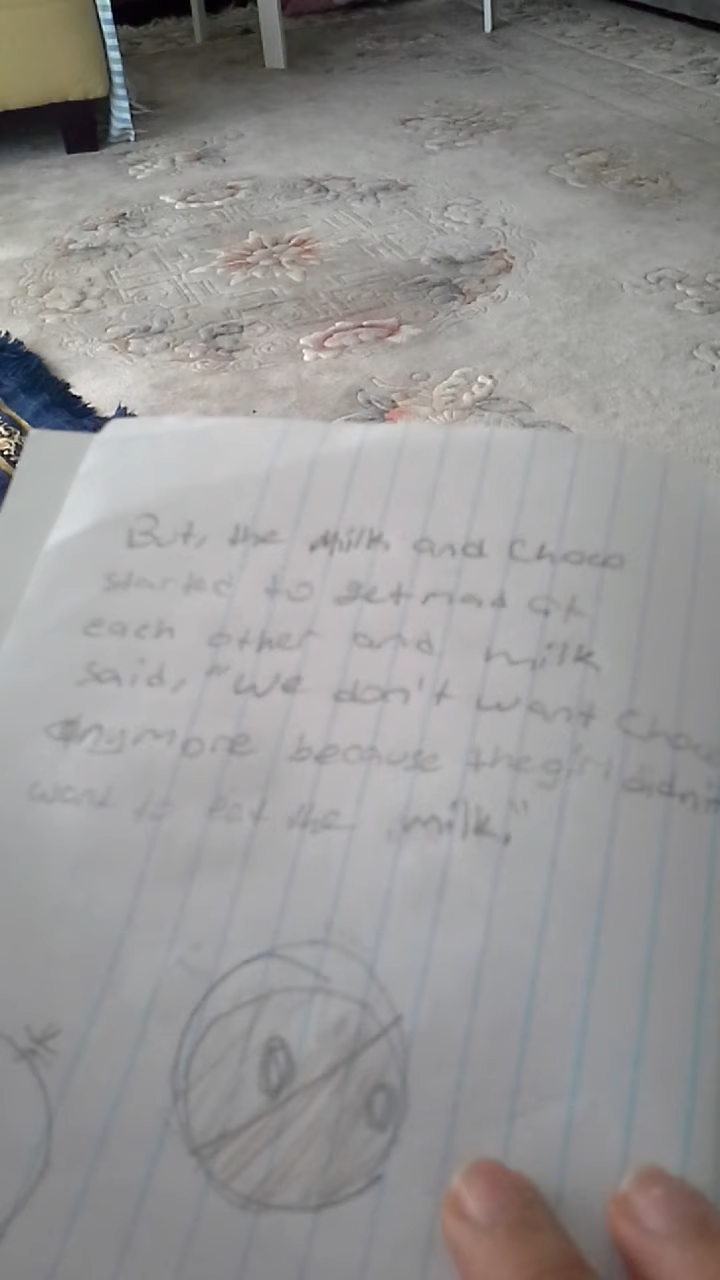 But, the Milk and Choco
started to get mad at
each other and milk
said, "We don't want Choco
anymore because the girl didn't
want to eat the milk."